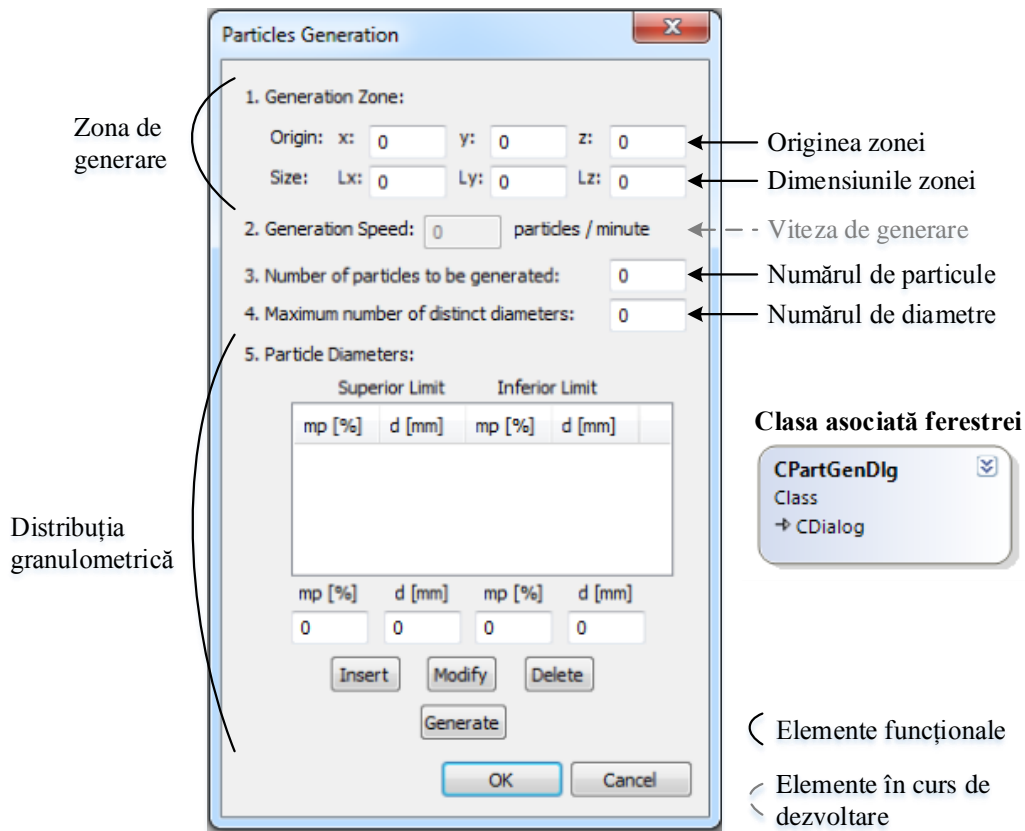 Particles Generation
1. Generation Zone:
Origin: x: 0 y: 0 z: 0
Size: Lx: 0 Ly: 0 Lz: 0
2. Generation Speed: 0 particles / minute
3. Number of particles to be generated: 0
4. Maximum number of distinct diameters: 0
5. Particle Diameters:
Superior Limit Inferior Limit
mp [%] d [mm] mp [%] d [mm]
mp [%] d [mm] mp [%] d [mm]
0 0 0 0
Insert Modify Delete
Generate
OK Cancel
Zona de
generare
Distribuția
granulometrică
Originea zonei
Dimensiunile zonei
Viteza de generare
Numărul de particule
Numărul de diametre
Clasa asociată ferestrei
CPartGenDlg
Class
CDialog
Elemente funcționale
Elemente în curs de
dezvoltare